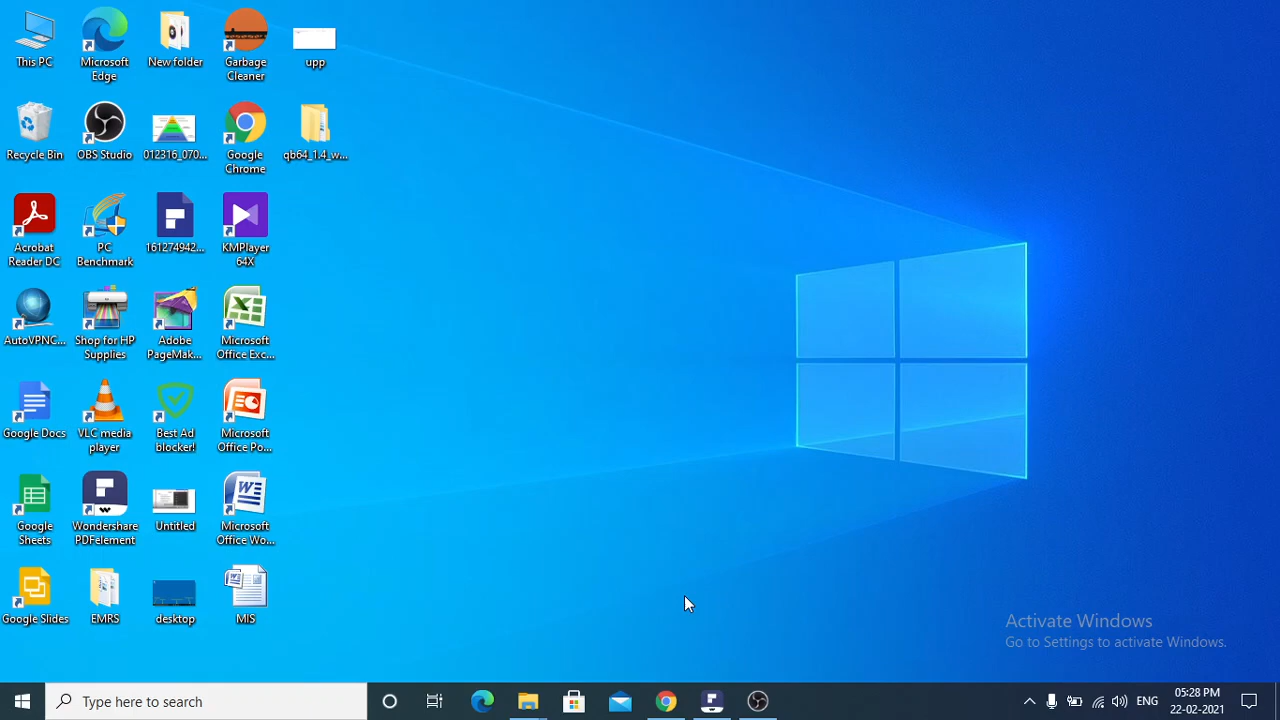 This PC
Microsoft
Edge
New folder
Garbage
Cleaner
upp
Recycle Bin
OBS Studio
012316_070...
Google
Chrome
qb64_1.4_w...
Acrobat
Reader DC
PC
Benchmark
161274942...
KMPlayer
64X
AutoVPNC...
Shop for HP
Supplies
Adobe
PageMak...
Microsoft
Office Exc...
Google Docs
VLC media
player
Best Ad
blocker!
Microsoft
Office Po...
Google
Sheets
Wondershare
PDFelement
Untitled
Microsoft
Office Wo...
Google Slides
EMRS
desktop
MIS
Activate Windows
Go to Settings to activate Windows.
Type here to search
ENG
05:28 PM
22-02-2021